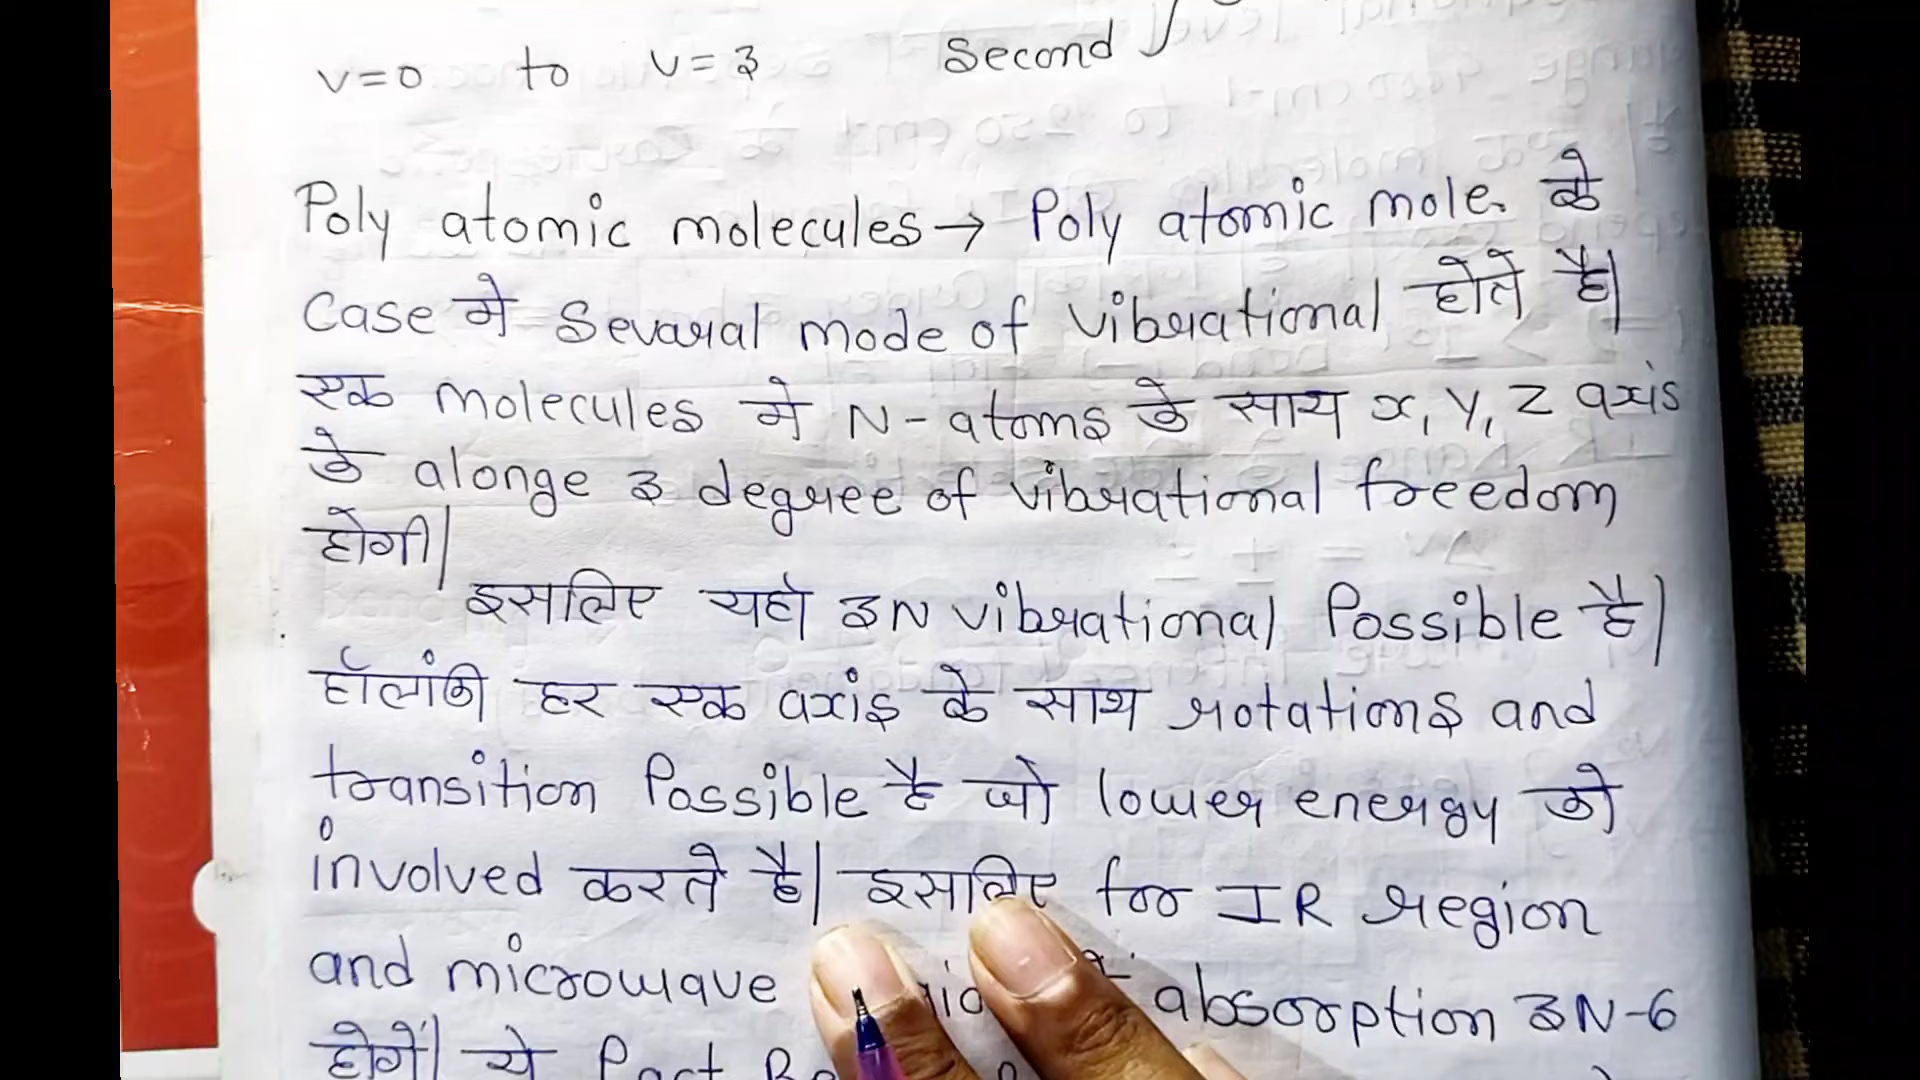 v=0 to v=3 Second
Poly atomic molecules → Poly atomic mole. के
Case मे Sevaral mode of vibrational होते है।
एक molecules मे N-atoms के साथ x, y, z axis
के alonge 3 degree of vibrational freedom
होगी।
इसलिए यहाँ 3N vibrational Possible है।
हॉलांकी हर एक axis के साथ rotations and
transition Possible है जो lower energy को
involved करते है। इसलिए for IR region
and microwave absorption 3N-6
होगें। ये Part